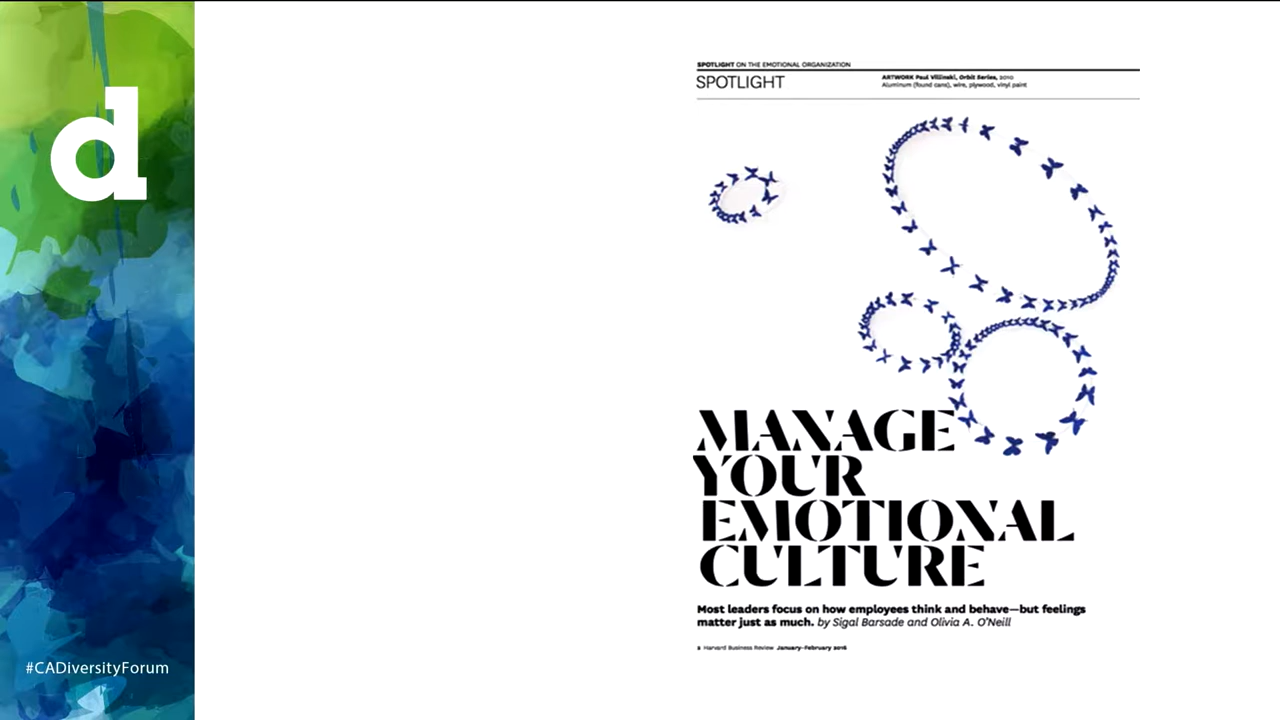 d
#CADiversityForum
SPOTLIGHT ON THE EMOTIONAL ORGANIZATION
SPOTLIGHT
ARTWORK Paul Villinski, Orbit Series, 2010
Aluminum (found cans), wire, plywood, vinyl paint
MANAGE
YOUR
EMOTIONAL
CULTURE
Most leaders focus on how employees think and behave—but feelings
matter just as much. by Sigal Barsade and Olivia A. O'Neill
Harvard Business Review January–February 2016